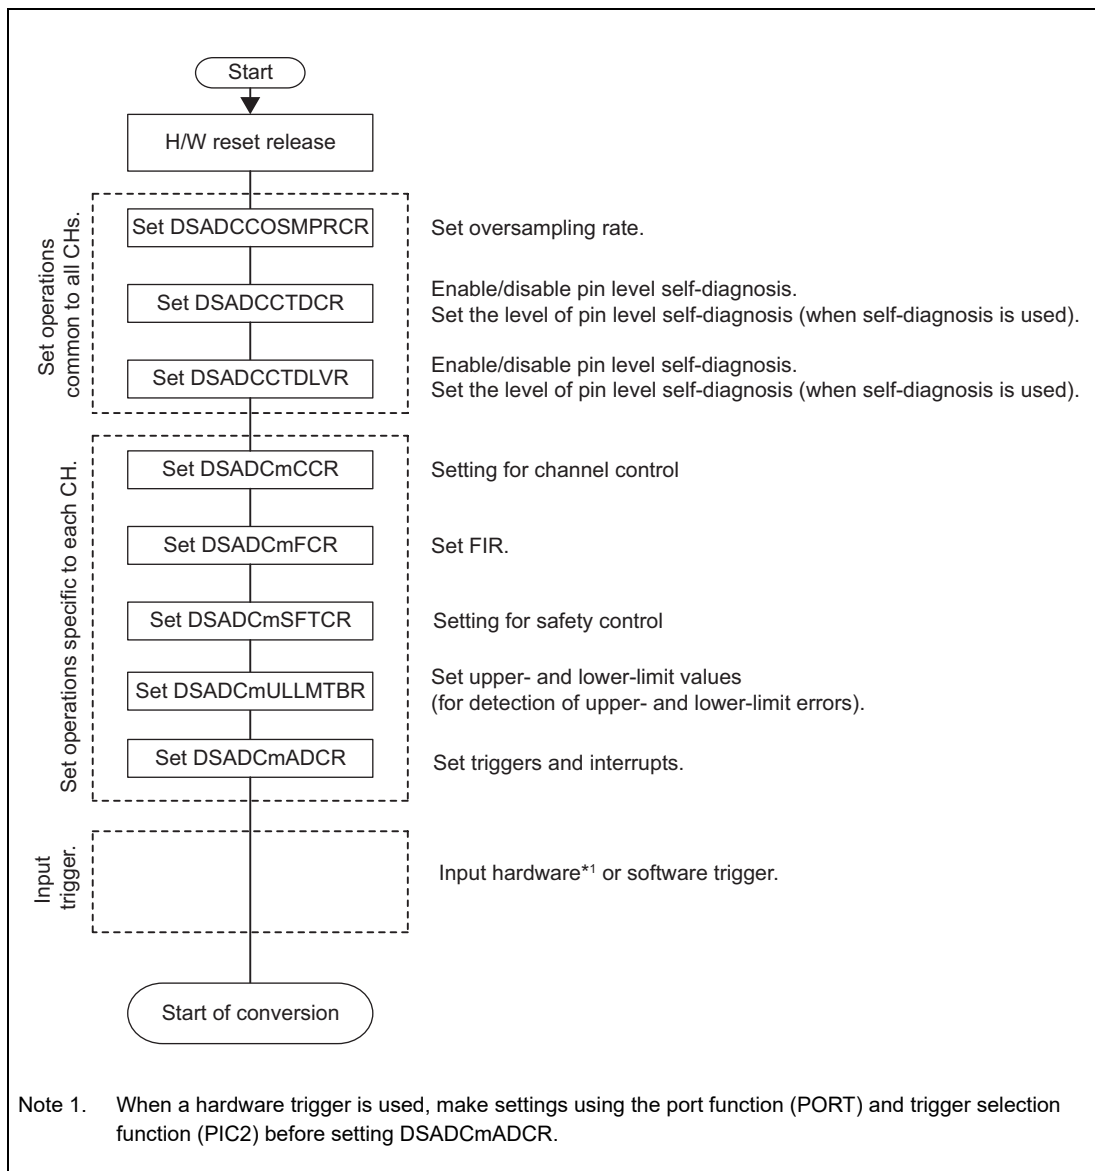 Start
H/W reset release
Set operations
common to all CHs.
Set DSADCCOSMPRCR
Set oversampling rate.
Set DSADCCTDCR
Enable/disable pin level self-diagnosis.
Set the level of pin level self-diagnosis (when self-diagnosis is used).
Set DSADCCTDLVR
Enable/disable pin level self-diagnosis.
Set the level of pin level self-diagnosis (when self-diagnosis is used).
Set operations specific to each CH.
Set DSADCmCCR
Setting for channel control
Set DSADCmFCR
Set FIR.
Set DSADCmSFTCR
Setting for safety control
Set DSADCmULLMTBR
Set upper- and lower-limit values
(for detection of upper- and lower-limit errors).
Set DSADCmADCR
Set triggers and interrupts.
Input
trigger.
Input hardware*1 or software trigger.
Start of conversion
Note 1. When a hardware trigger is used, make settings using the port function (PORT) and trigger selection
function (PIC2) before setting DSADCmADCR.